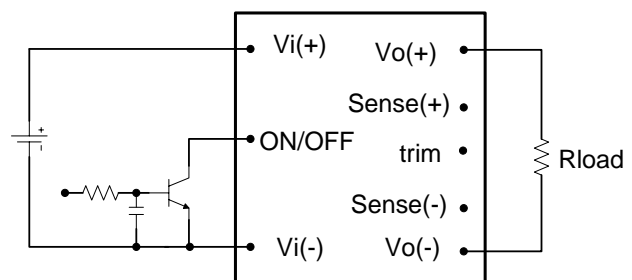 Vi(+)
Vo(+)
Sense(+)
ON/OFF
trim
Rload
Sense(-)
Vi(-)
Vo(-)
+
-